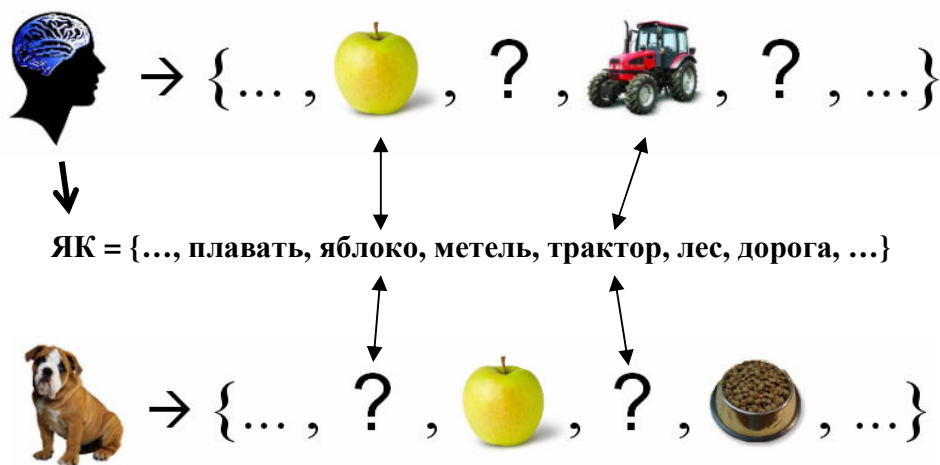 → {... , , ? , , ? , ...}
ЯК = {…, плавать, яблоко, метель, трактор, лес, дорога, …}
→ {... , ? , , ? , , ...}